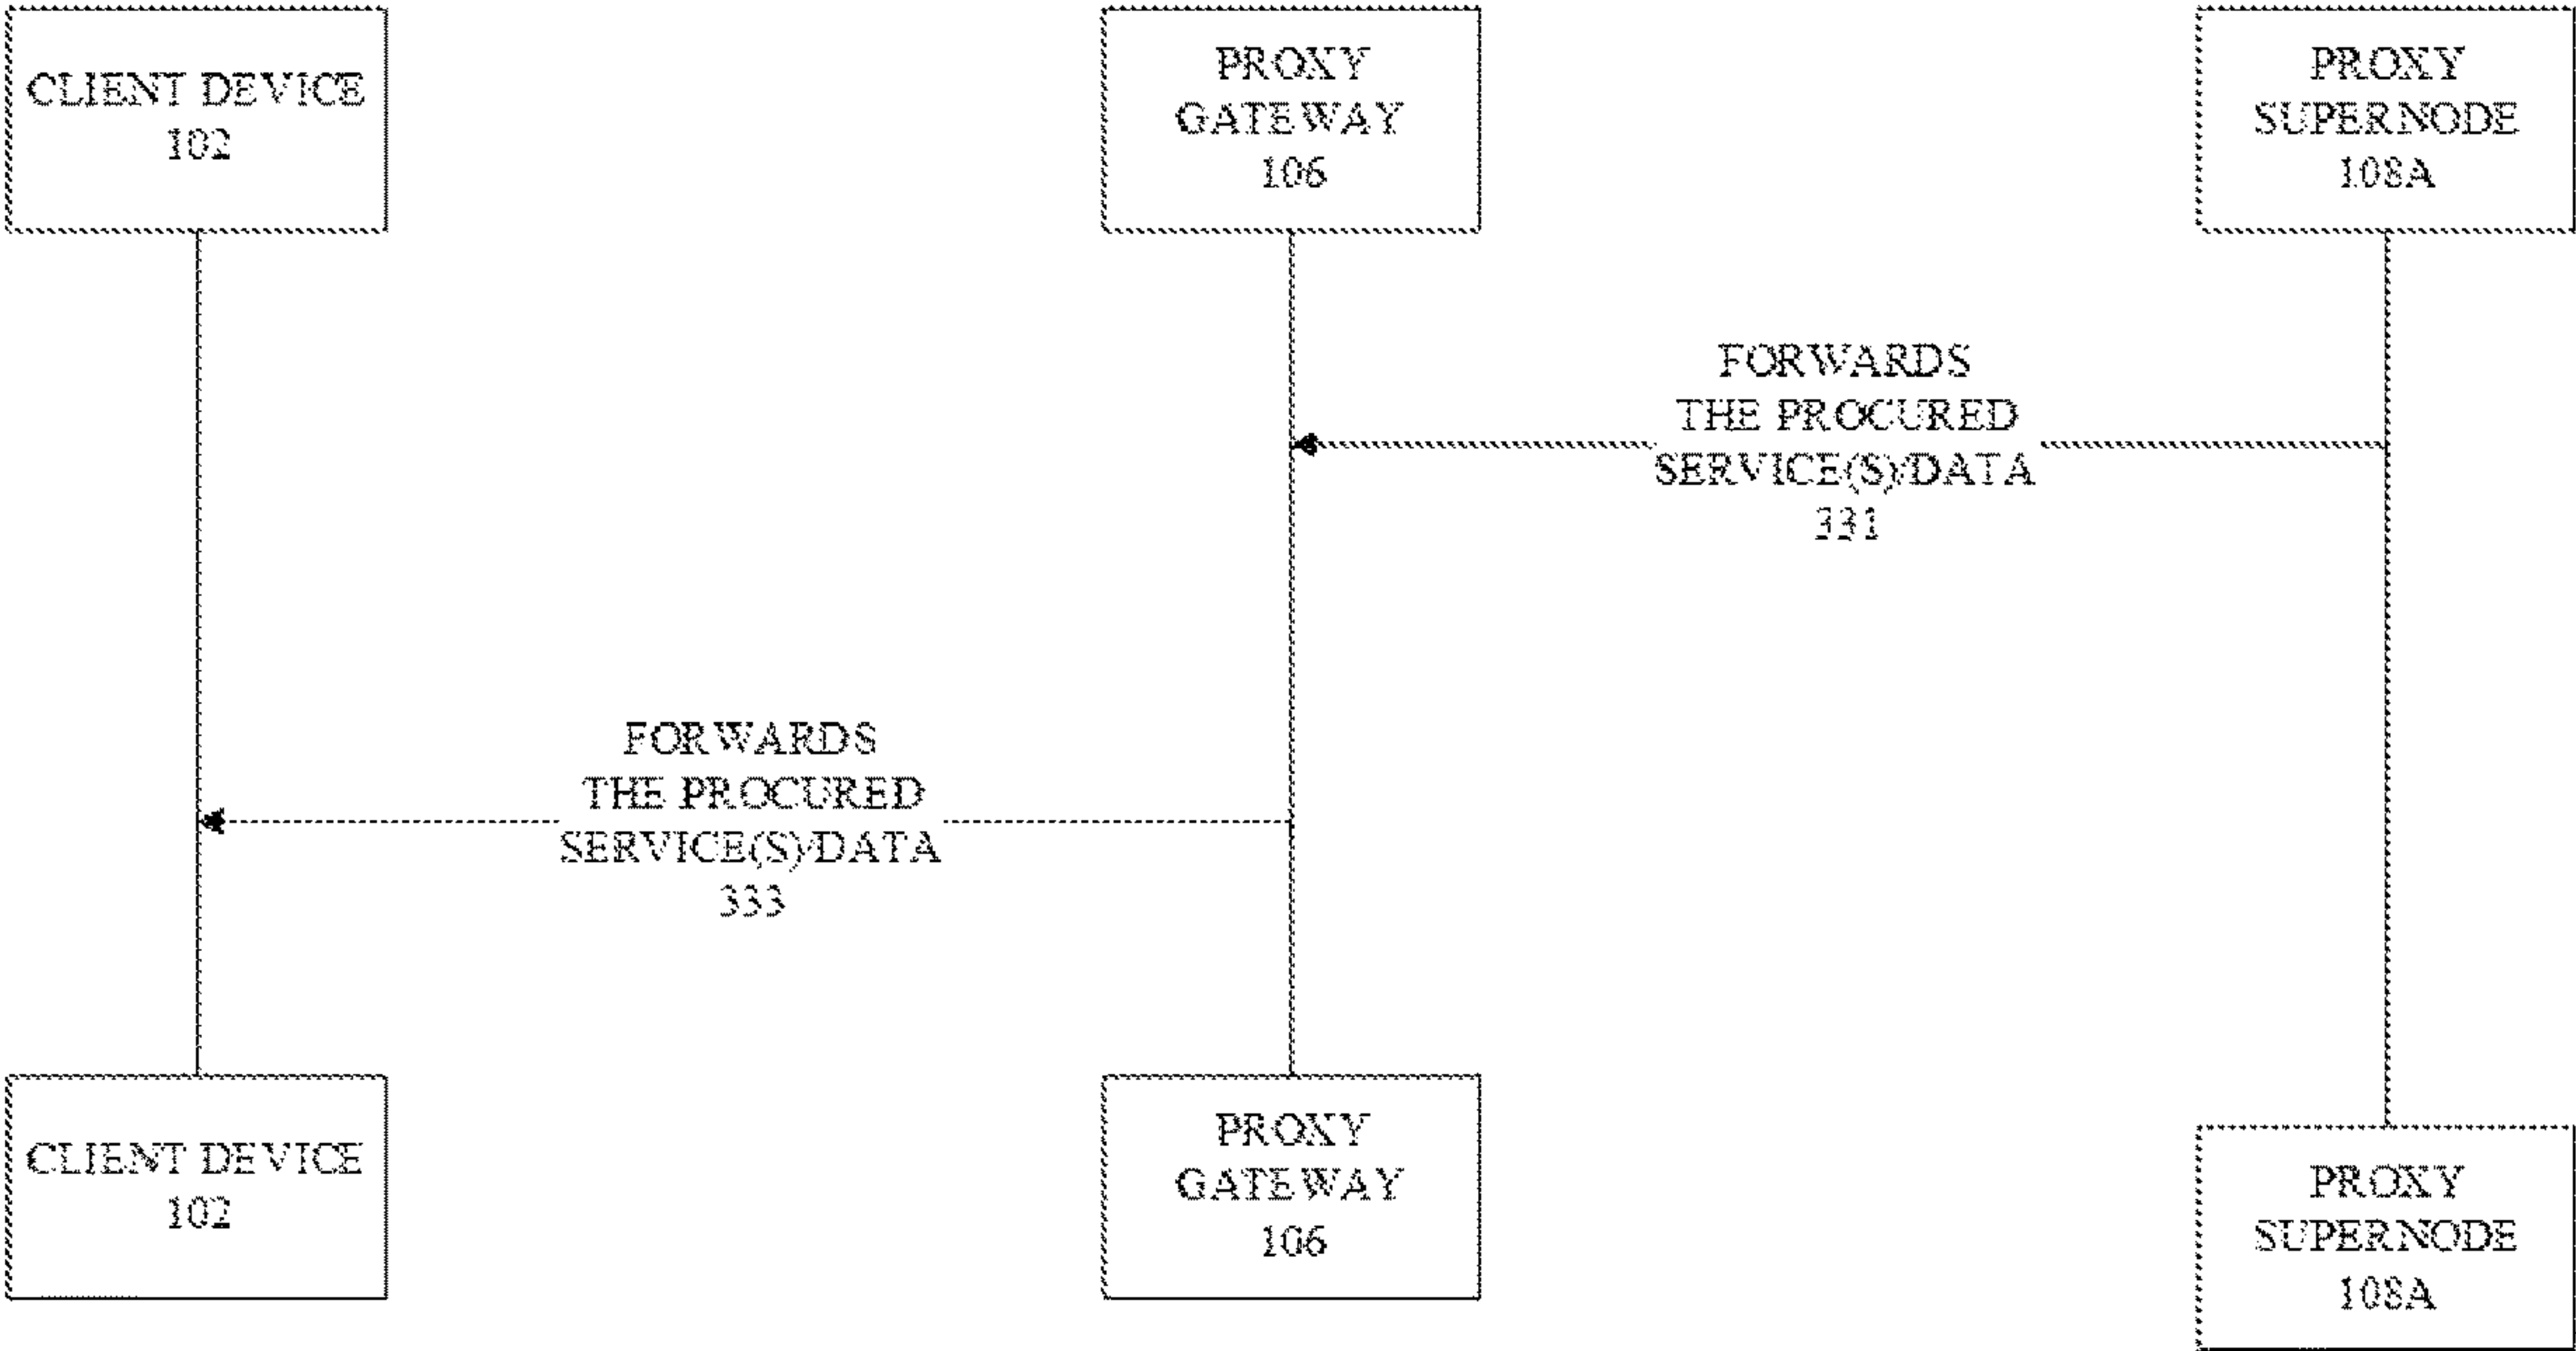 CLIENT DEVICE
102
PROXY
GATEWAY
106
PROXY
SUPERNODE
108A
FORWARDS
THE PROCURED
SERVICE(S)/DATA
331
FORWARDS
THE PROCURED
SERVICE(S)/DATA
333
CLIENT DEVICE
102
PROXY
GATEWAY
106
PROXY
SUPERNODE
108A